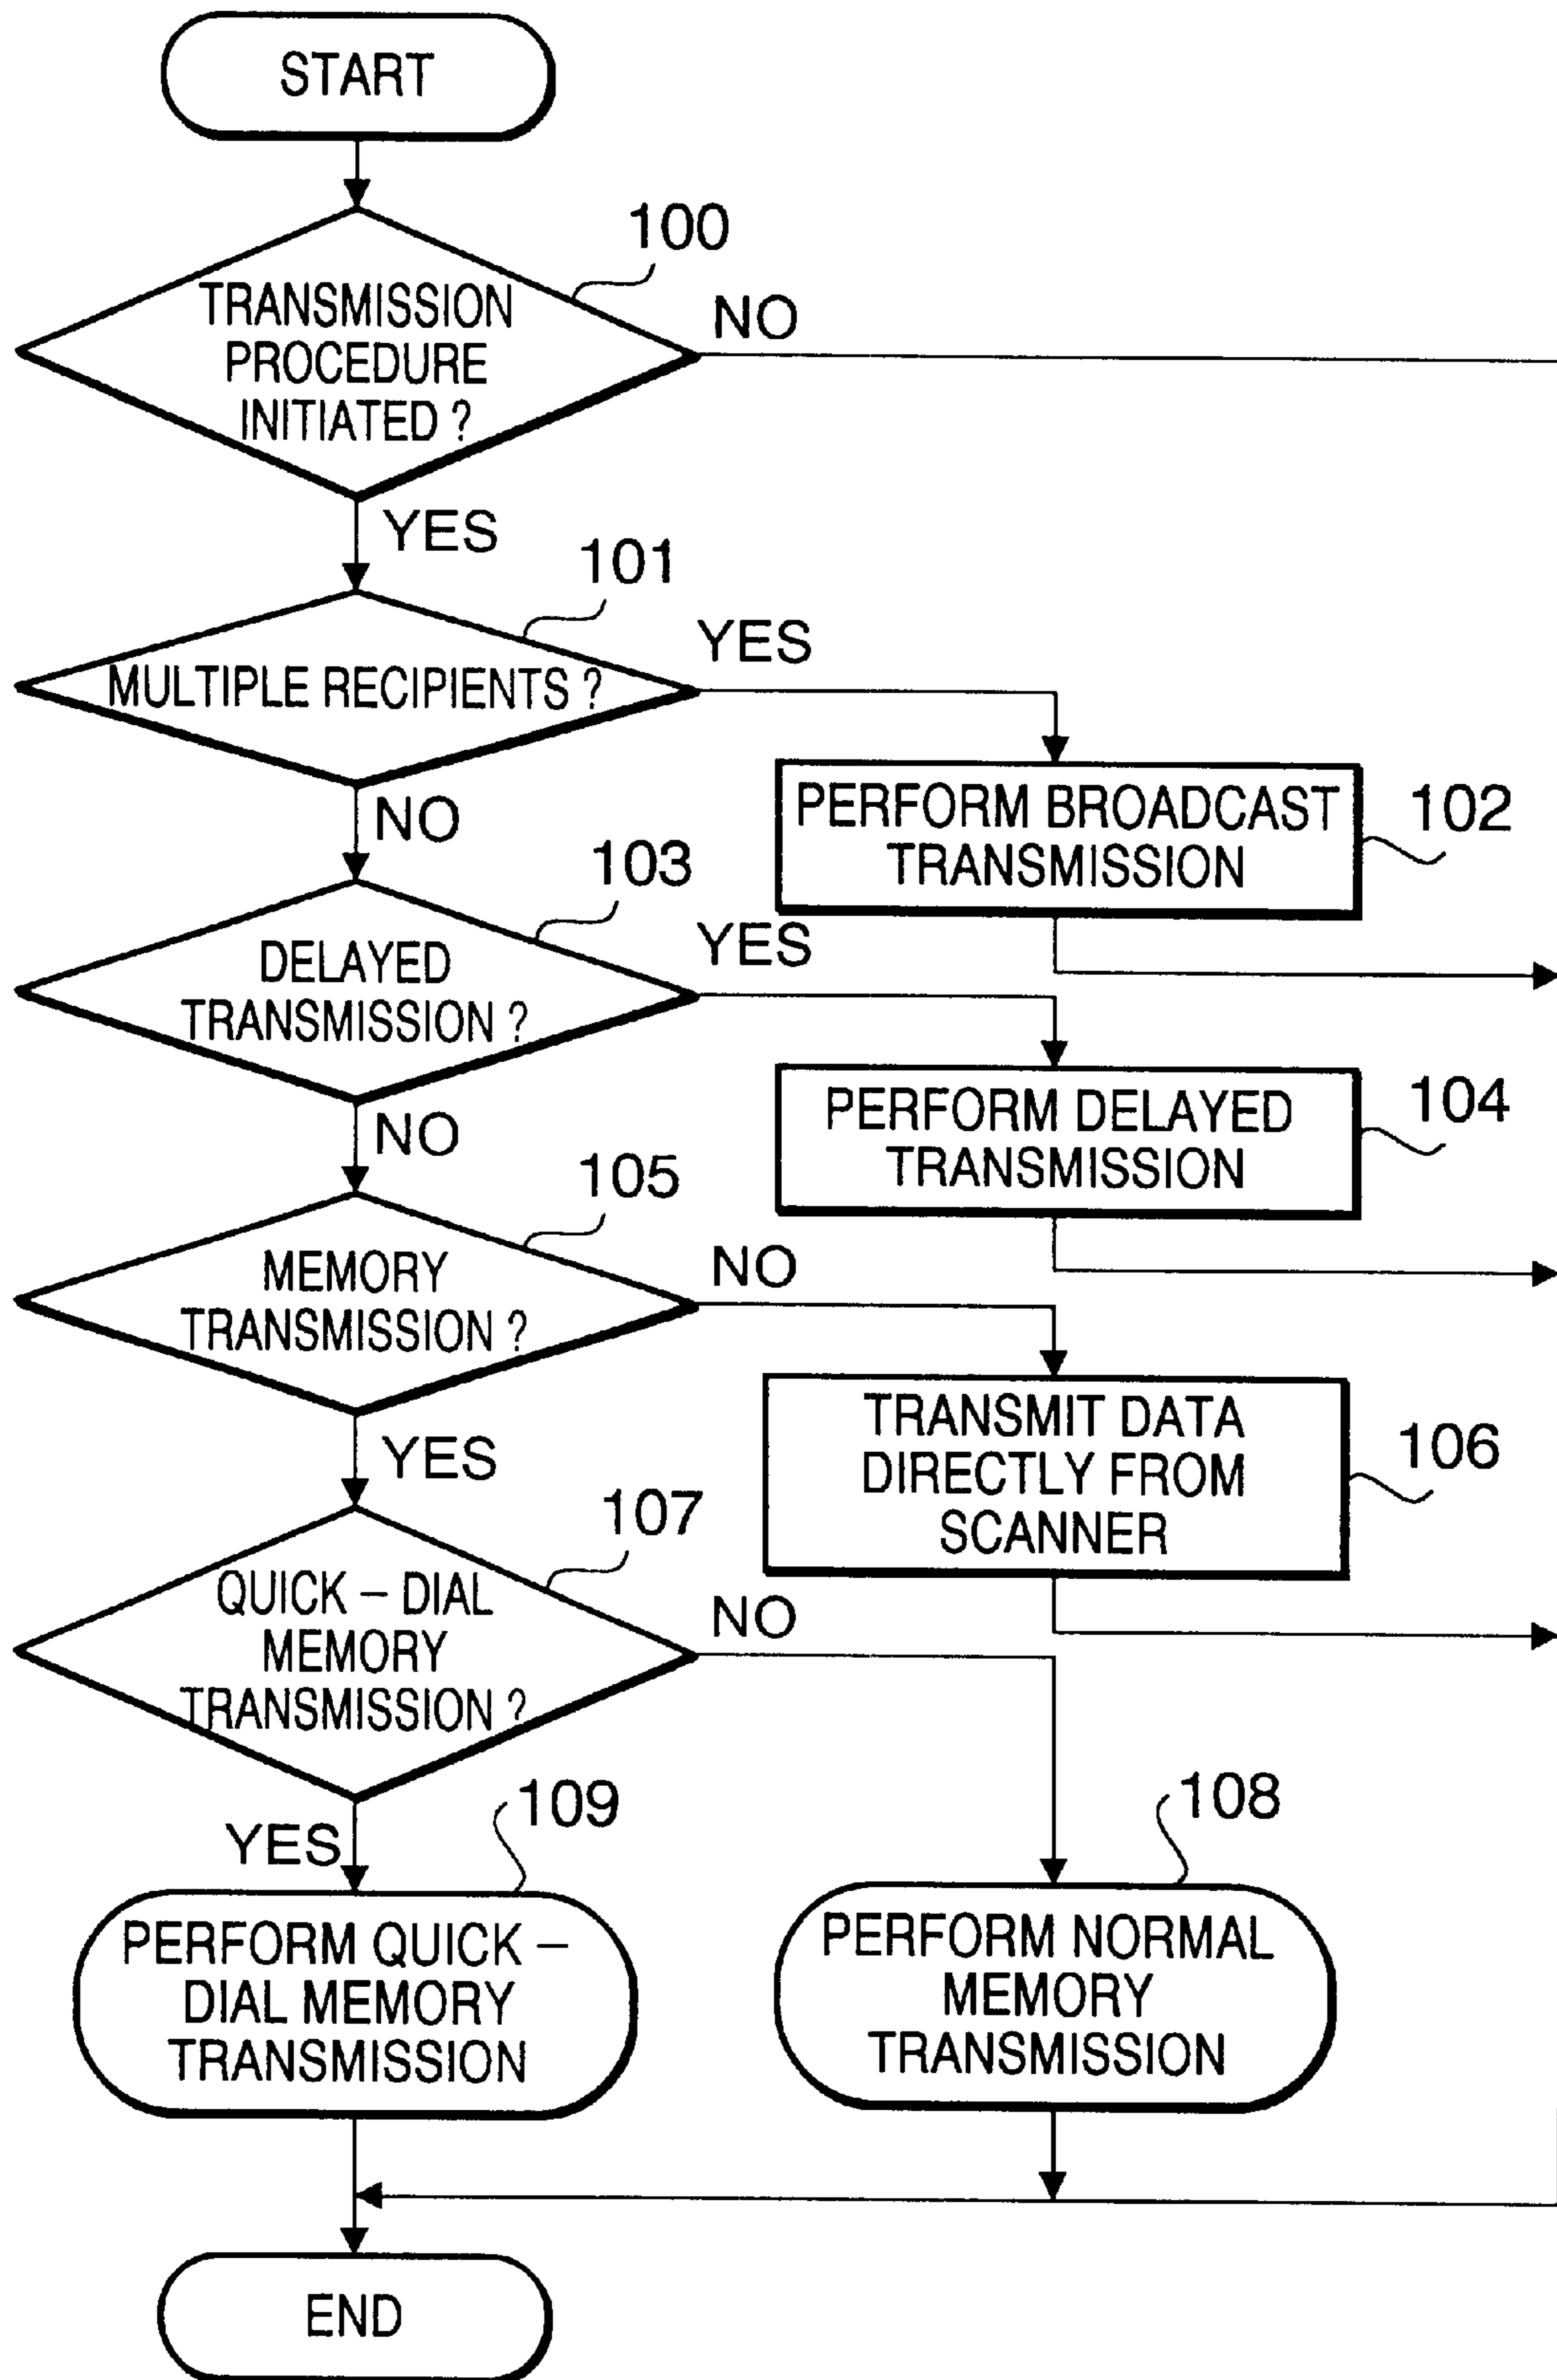 START
100
TRANSMISSION
PROCEDURE
INITIATED ?
NO
YES
101
MULTIPLE RECIPIENTS ?
YES
NO
PERFORM BROADCAST
TRANSMISSION
102
103
DELAYED
TRANSMISSION ?
YES
NO
PERFORM DELAYED
TRANSMISSION
104
105
MEMORY
TRANSMISSION ?
NO
YES
TRANSMIT DATA
DIRECTLY FROM
SCANNER
106
107
QUICK – DIAL
MEMORY
TRANSMISSION ?
NO
YES
109
PERFORM QUICK –
DIAL MEMORY
TRANSMISSION
108
PERFORM NORMAL
MEMORY
TRANSMISSION
END